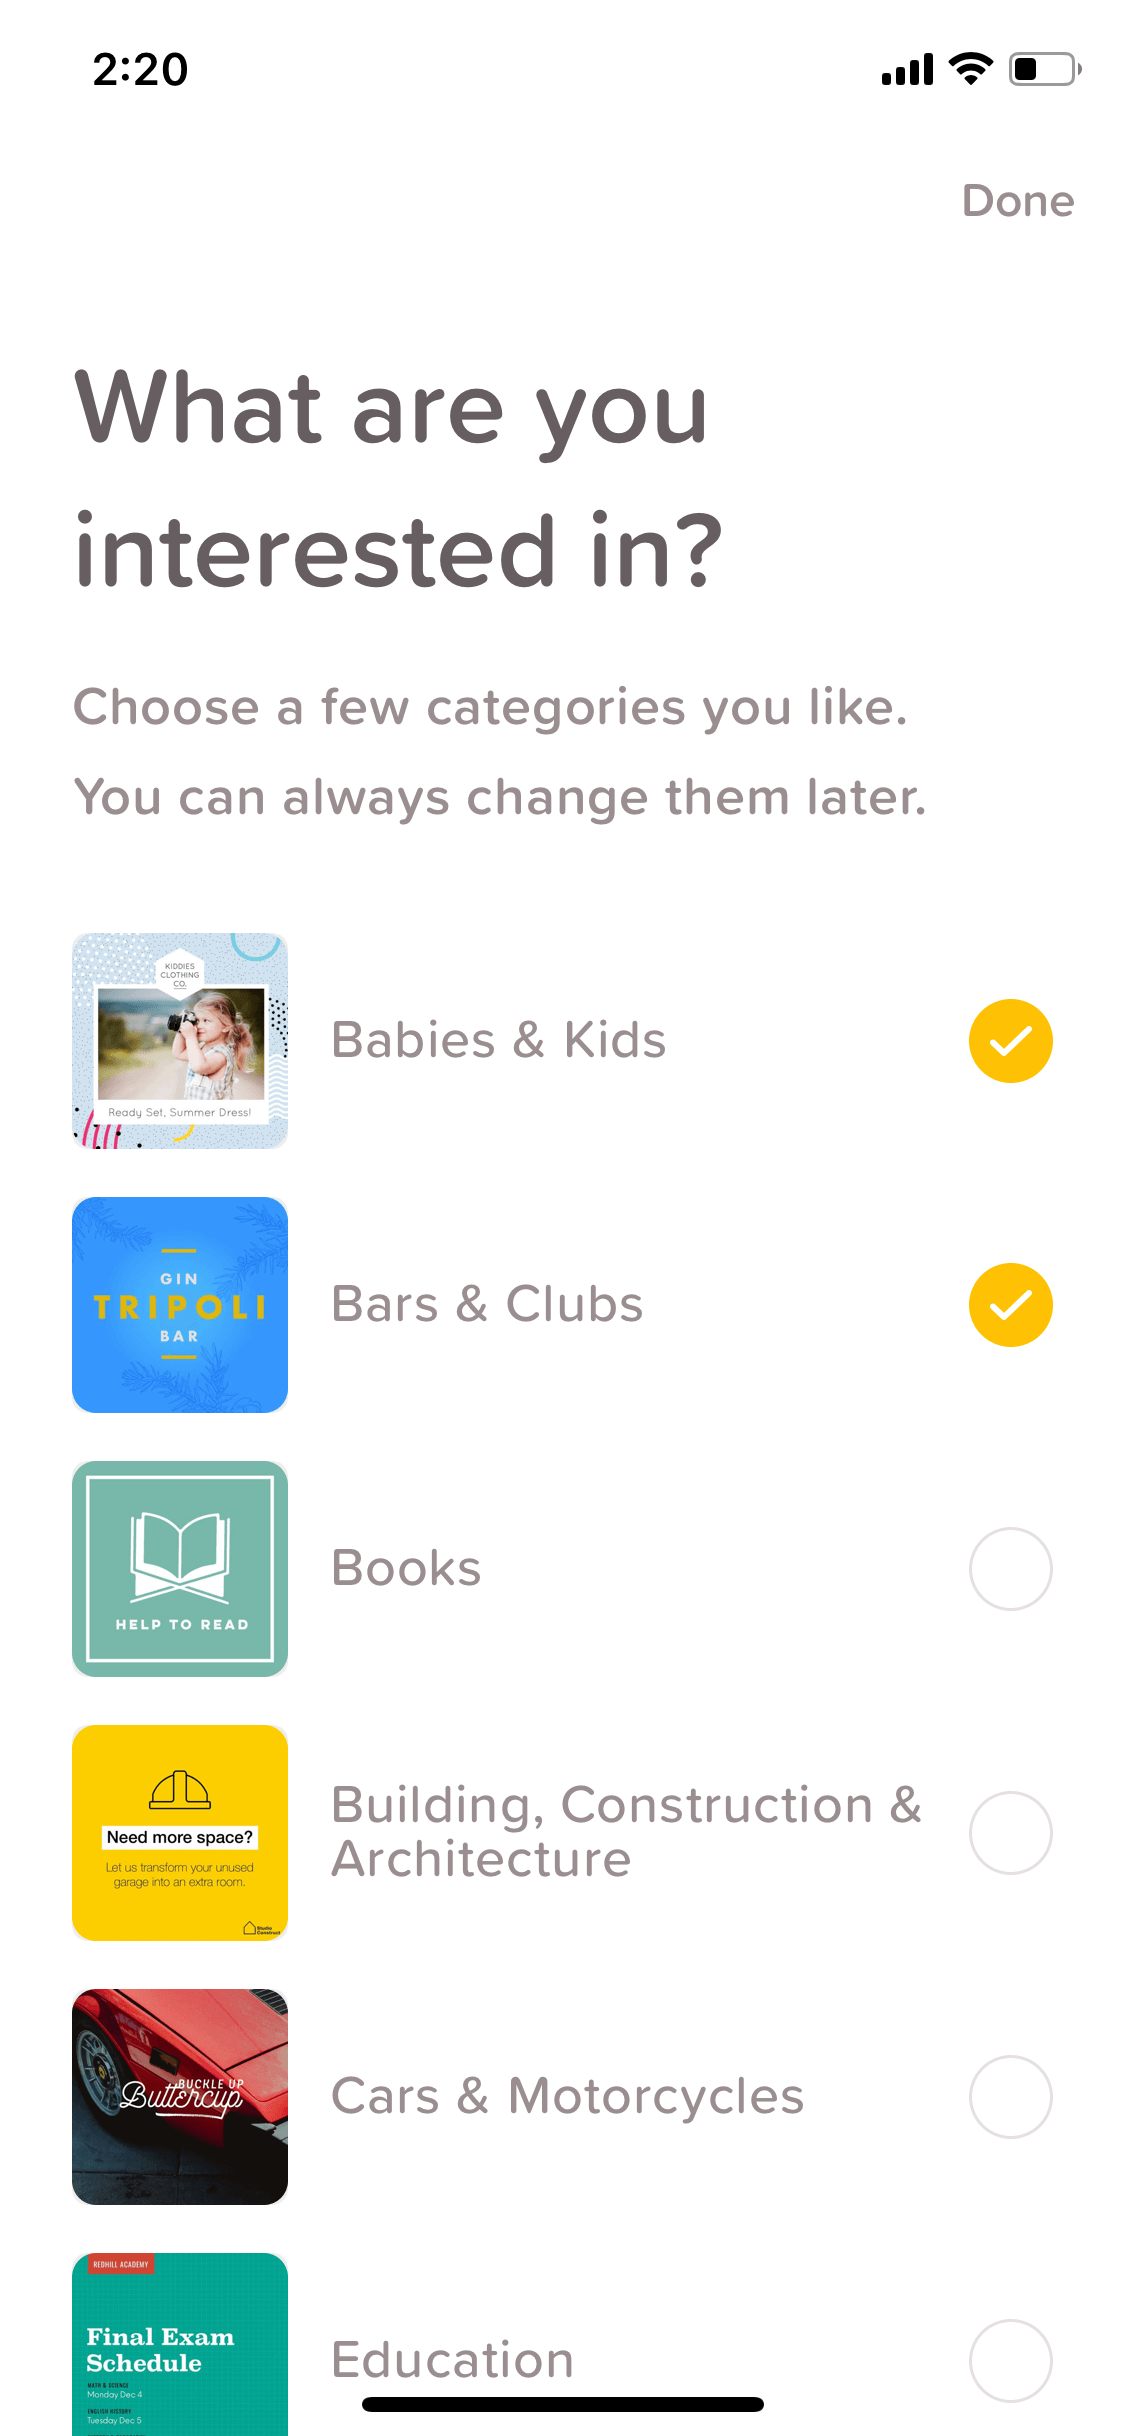 2:20
Done
What are you
interested in?
Choose a few categories you like.
You can always change them later.
KIDDIES
CLOTHING
CO.
Ready Set, Summer Dress!
Babies & Kids
GIN
TRIPOLI
BAR
Bars & Clubs
HELP TO READ
Books
Need more space?
Let us transform your unused
garage into an extra room.
Studio
Construct
Building, Construction &
Architecture
BUCKLE UP
Buttercup
Cars & Motorcycles
REDHILL ACADEMY
Final Exam
Schedule
MATH & SCIENCE
Monday Dec 4
ENGLISH HISTORY
Tuesday Dec 5
Education